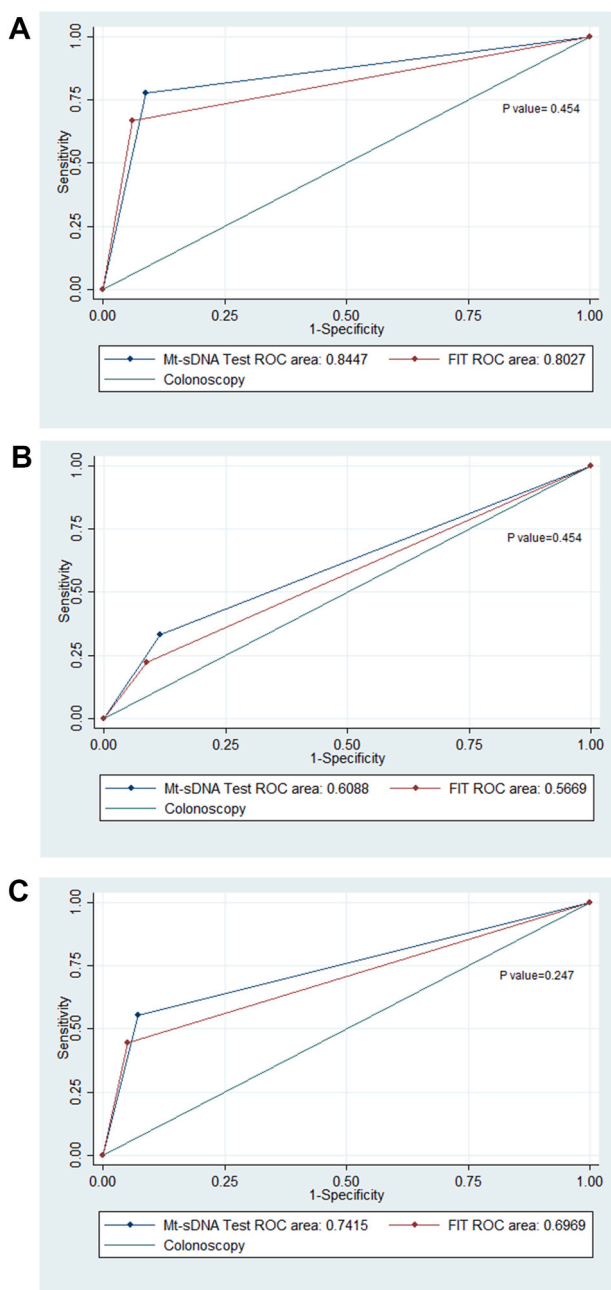 A
1.00
0.75
0.50
0.25
0.00
Sensitivity
P value= 0.454
0.00 0.25 0.50 0.75 1.00
1-Specificity
Mt-sDNA Test ROC area: 0.8447 FIT ROC area: 0.8027
Colonoscopy
B
1.00
0.75
0.50
0.25
0.00
Sensitivity
P value=0.454
0.00 0.25 0.50 0.75 1.00
1-Specificity
Mt-sDNA Test ROC area: 0.6088 FIT ROC area: 0.5669
Colonoscopy
C
1.00
0.75
0.50
0.25
0.00
Sensitivity
P value=0.247
0.00 0.25 0.50 0.75 1.00
1-Specificity
Mt-sDNA Test ROC area: 0.7415 FIT ROC area: 0.6969
Colonoscopy